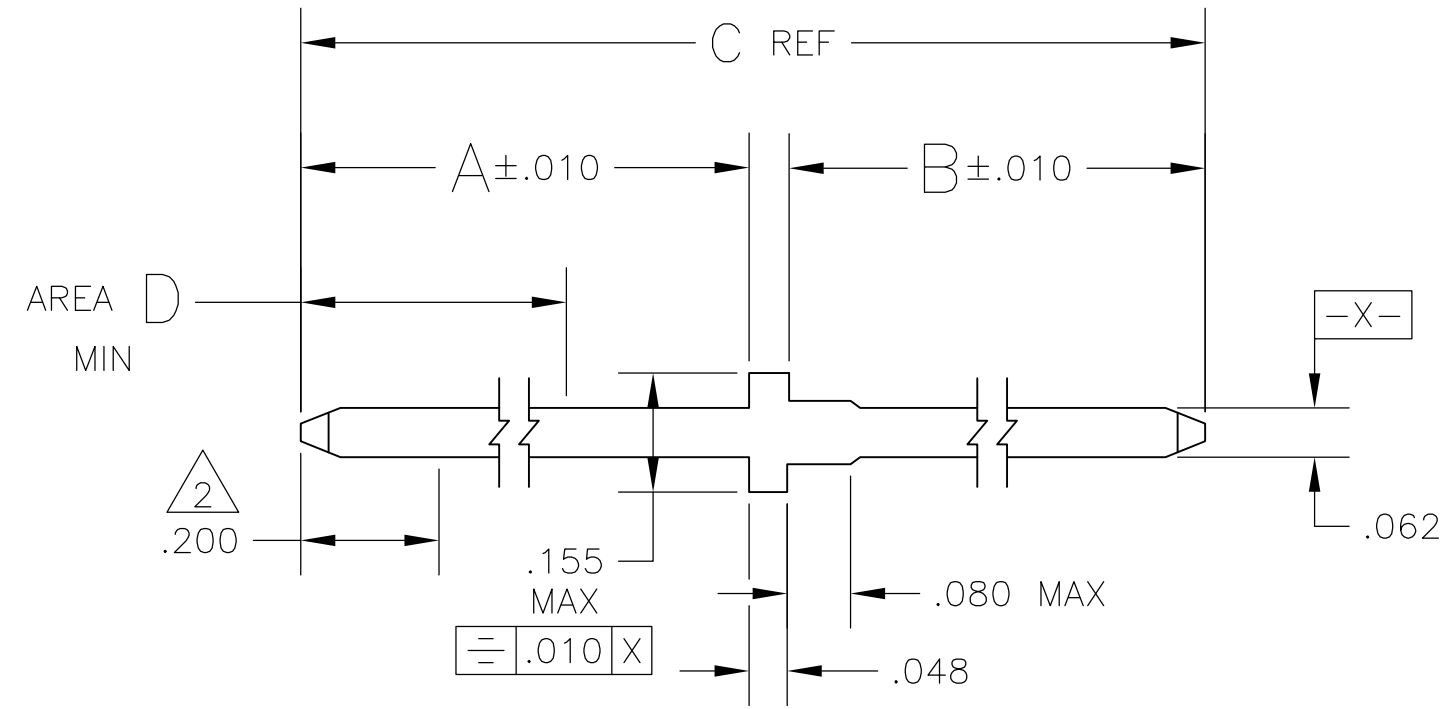 C REF
A±.010
B±.010
AREA D
MIN
-X-
2
.200
.155
MAX
⌯ .010 X
.080 MAX
.048
.062